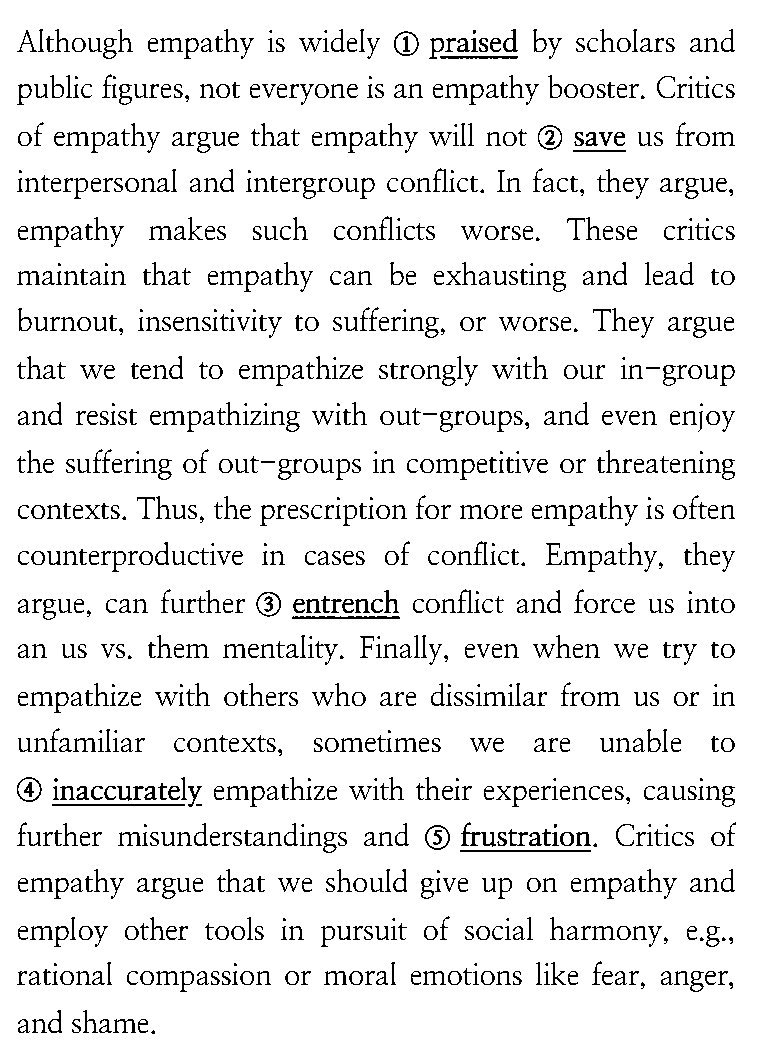 Although empathy is widely ① praised by scholars and
public figures, not everyone is an empathy booster. Critics
of empathy argue that empathy will not ② save us from
interpersonal and intergroup conflict. In fact, they argue,
empathy makes such conflicts worse. These critics
maintain that empathy can be exhausting and lead to
burnout, insensitivity to suffering, or worse. They argue
that we tend to empathize strongly with our in-group
and resist empathizing with out-groups, and even enjoy
the suffering of out-groups in competitive or threatening
contexts. Thus, the prescription for more empathy is often
counterproductive in cases of conflict. Empathy, they
argue, can further ③ entrench conflict and force us into
an us vs. them mentality. Finally, even when we try to
empathize with others who are dissimilar from us or in
unfamiliar contexts, sometimes we are unable to
④ inaccurately empathize with their experiences, causing
further misunderstandings and ⑤ frustration. Critics of
empathy argue that we should give up on empathy and
employ other tools in pursuit of social harmony, e.g.,
rational compassion or moral emotions like fear, anger,
and shame.